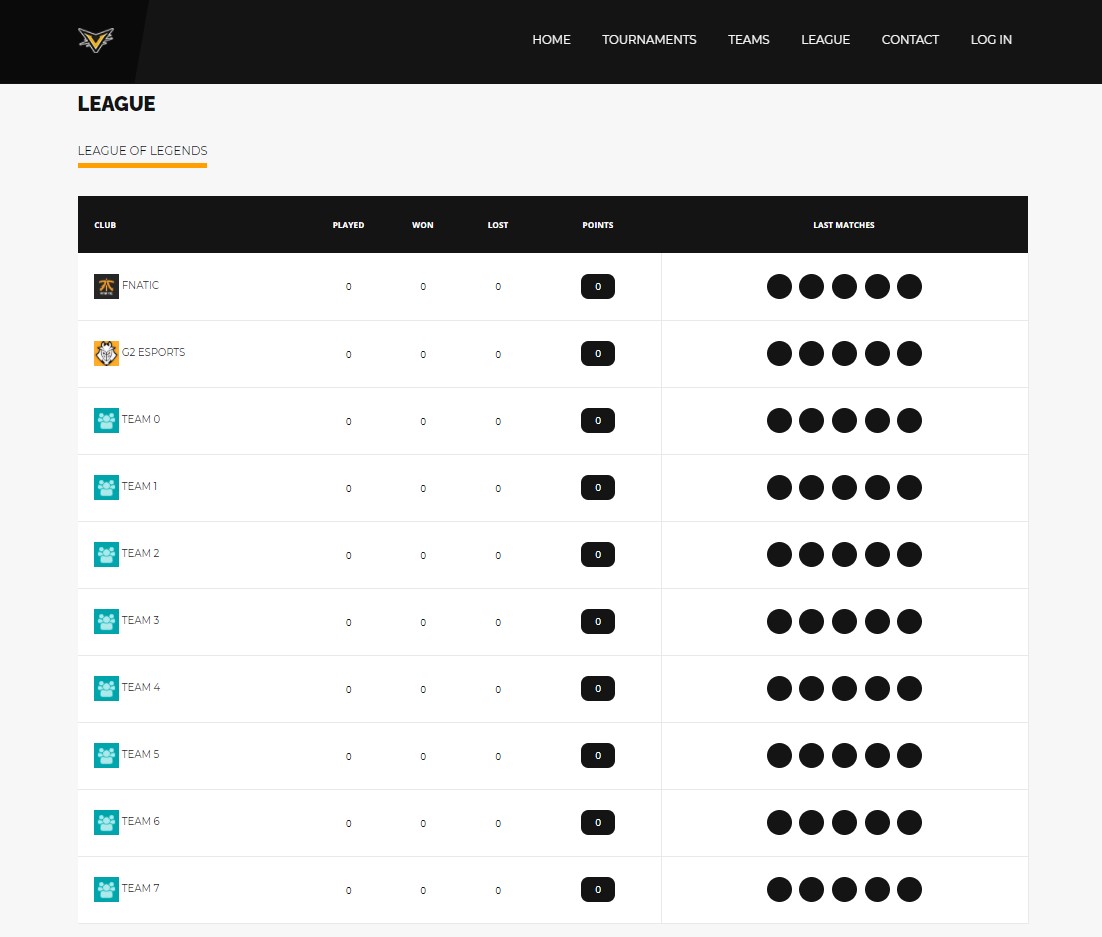 HOME TOURNAMENTS TEAMS LEAGUE CONTACT LOG IN
LEAGUE
LEAGUE OF LEGENDS
CLUB PLAYED WON LOST POINTS LAST MATCHES
FNATIC 0 0 0 0
G2 ESPORTS 0 0 0 0
TEAM 0 0 0 0 0
TEAM 1 0 0 0 0
TEAM 2 0 0 0 0
TEAM 3 0 0 0 0
TEAM 4 0 0 0 0
TEAM 5 0 0 0 0
TEAM 6 0 0 0 0
TEAM 7 0 0 0 0